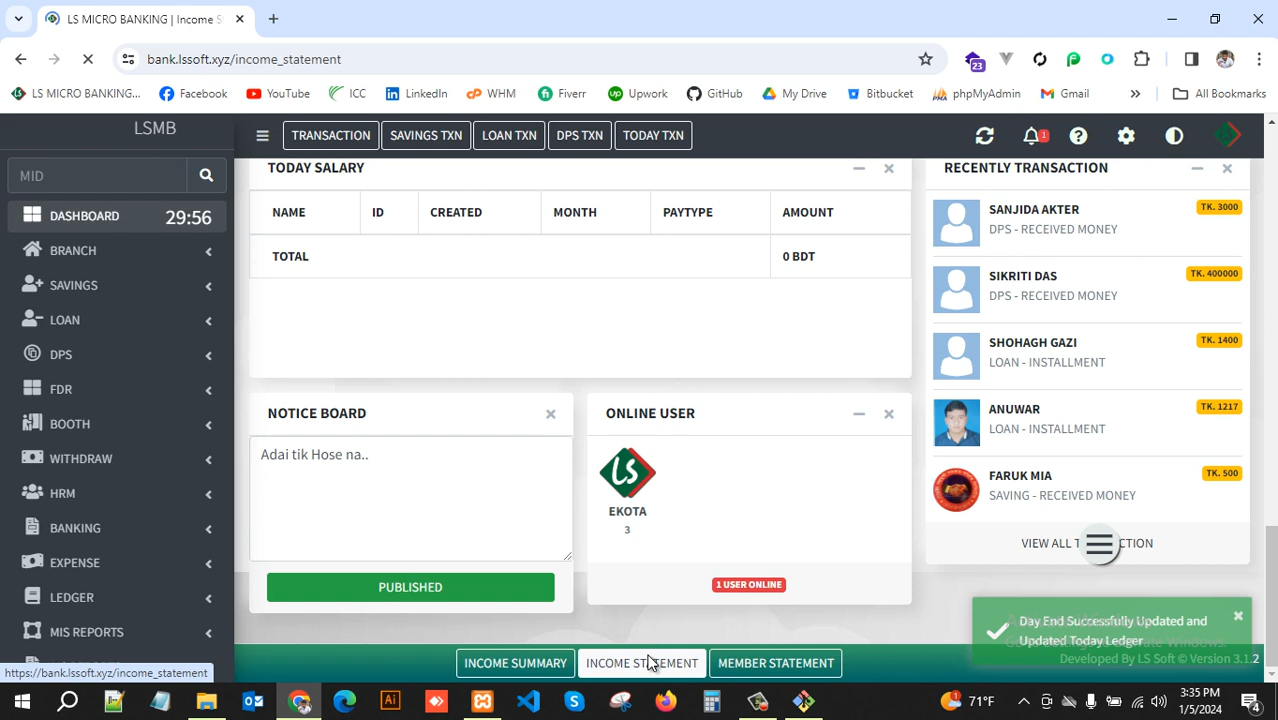 LS MICRO BANKING | Income S
bank.lssoft.xyz/income_statement
23
LS MICRO BANKING...
Facebook
YouTube
ICC
LinkedIn
WHM
Fiverr
Upwork
GitHub
My Drive
Bitbucket
phpMyAdmin
Gmail
All Bookmarks
LSMB
TRANSACTION
SAVINGS TXN
LOAN TXN
DPS TXN
TODAY TXN
1
MID
DASHBOARD 29:56
BRANCH
SAVINGS
LOAN
DPS
FDR
BOOTH
WITHDRAW
HRM
BANKING
EXPENSE
LEDGER
MIS REPORTS
TODAY SALARY
NAME ID CREATED MONTH PAYTYPE AMOUNT
TOTAL 0 BDT
NOTICE BOARD
Adai tik Hose na..
PUBLISHED
ONLINE USER
LS
EKOTA
3
1 USER ONLINE
RECENTLY TRANSACTION
SANJIDA AKTER TK. 3000
DPS - RECEIVED MONEY
SIKRITI DAS TK. 400000
DPS - RECEIVED MONEY
SHOHAGH GAZI TK. 1400
LOAN - INSTALLMENT
ANUWAR TK. 1217
LOAN - INSTALLMENT
FARUK MIA TK. 500
SAVING - RECEIVED MONEY
VIEW ALL T CTION
Day End Successfully Updated and
Updated Today Ledger
Developed By LS Soft © Version 3.1.2
INCOME SUMMARY
INCOME STATEMENT
MEMBER STATEMENT
https://bank.lssoft.xyz/income_statement
71°F
3:35 PM
1/5/2024
4